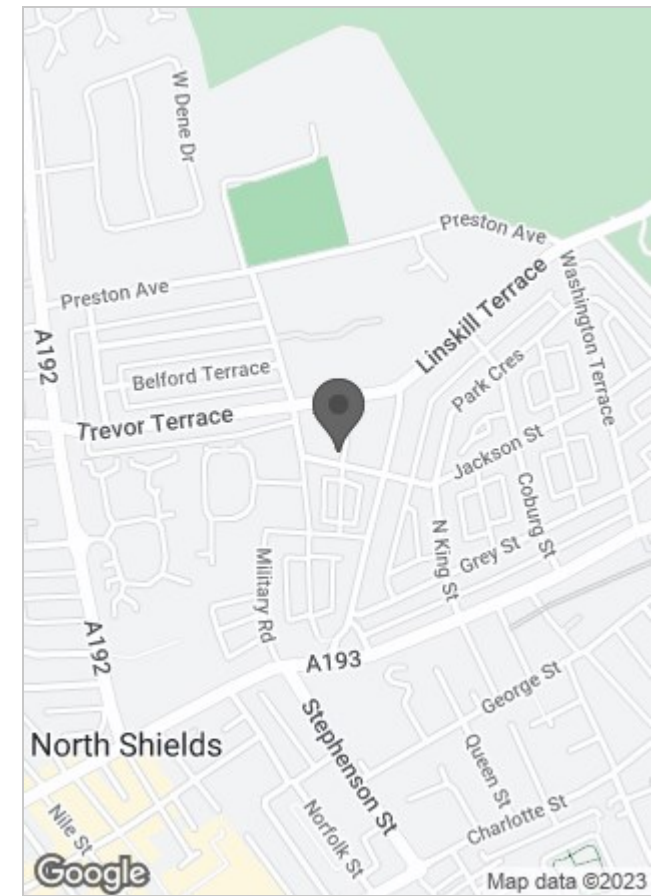 W Dene Dr
Preston Ave
Preston Ave
Linskill Terrace
Washington Terrace
A192
Belford Terrace
Park Cres
Trevor Terrace
Jackson St
Coburg St
N King St
Grey St
Military Rd
A192
A193
George St
Stephenson St
North Shields
Queen St
Nile St
Norfolk St
Charlotte St
Google
Map data ©2023